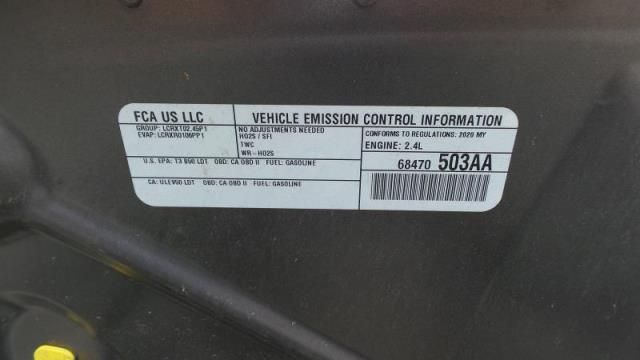 FCA US LLC
GROUP: LCRXT02.45P1
EVAP: LCRXR0106PP1
VEHICLE EMISSION CONTROL INFORMATION
NO ADJUSTMENTS NEEDED
HO2S / SFI
TWC
WR-HO2S
CONFORMS TO REGULATIONS: 2020 MY
ENGINE: 2.4L
U.S. EPA: T3 B50 LDT OBD: CA OBD II FUEL: GASOLINE
68470 503AA
CA: ULEV50 LDT OBD: CA OBD II FUEL: GASOLINE